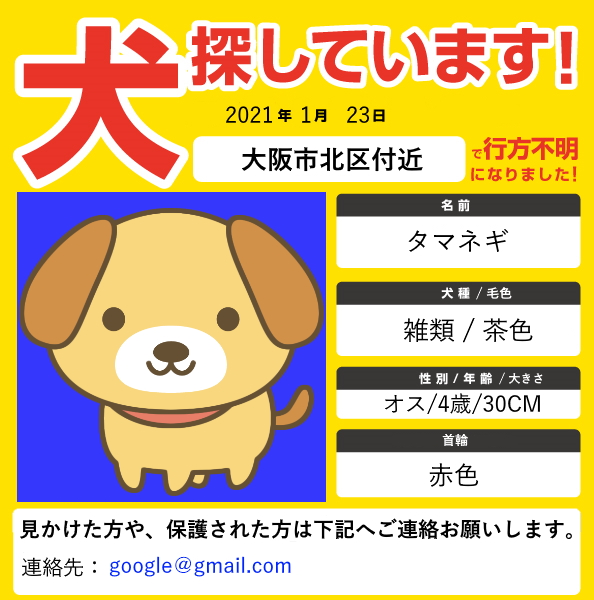 犬探しています!
2021年 1月 23日
大阪市北区付近
で行方不明
になりました!
名前
タマネギ
犬種 / 毛色
雑類 / 茶色
性別 / 年齢 / 大きさ
オス/4歳/30CM
首輪
赤色
見かけた方や、保護された方は下記へご連絡お願いします。
連絡先： google@gmail.com